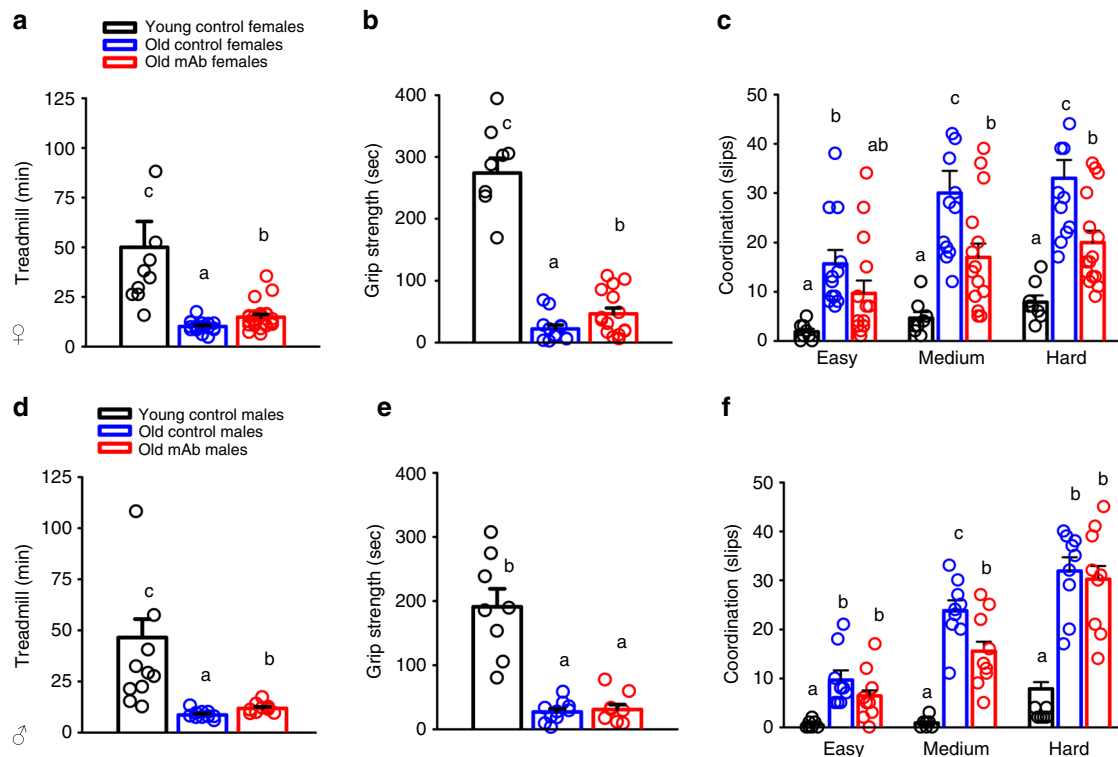 a
Young control females
Old control females
Old mAb females
Treadmill (min)
125
100
75
50
25
0
c
a
b
♀
b
Grip strength (sec)
400
300
200
100
0
c
a
b
c
Coordination (slips)
50
40
30
20
10
0
a
b
ab
a
c
b
a
c
b
Easy
Medium
Hard
d
Young control males
Old control males
Old mAb males
Treadmill (min)
125
100
75
50
25
0
c
a
b
♂
e
Grip strength (sec)
400
300
200
100
0
b
a
a
f
Coordination (slips)
50
40
30
20
10
0
a
b
b
a
c
b
a
b
b
Easy
Medium
Hard